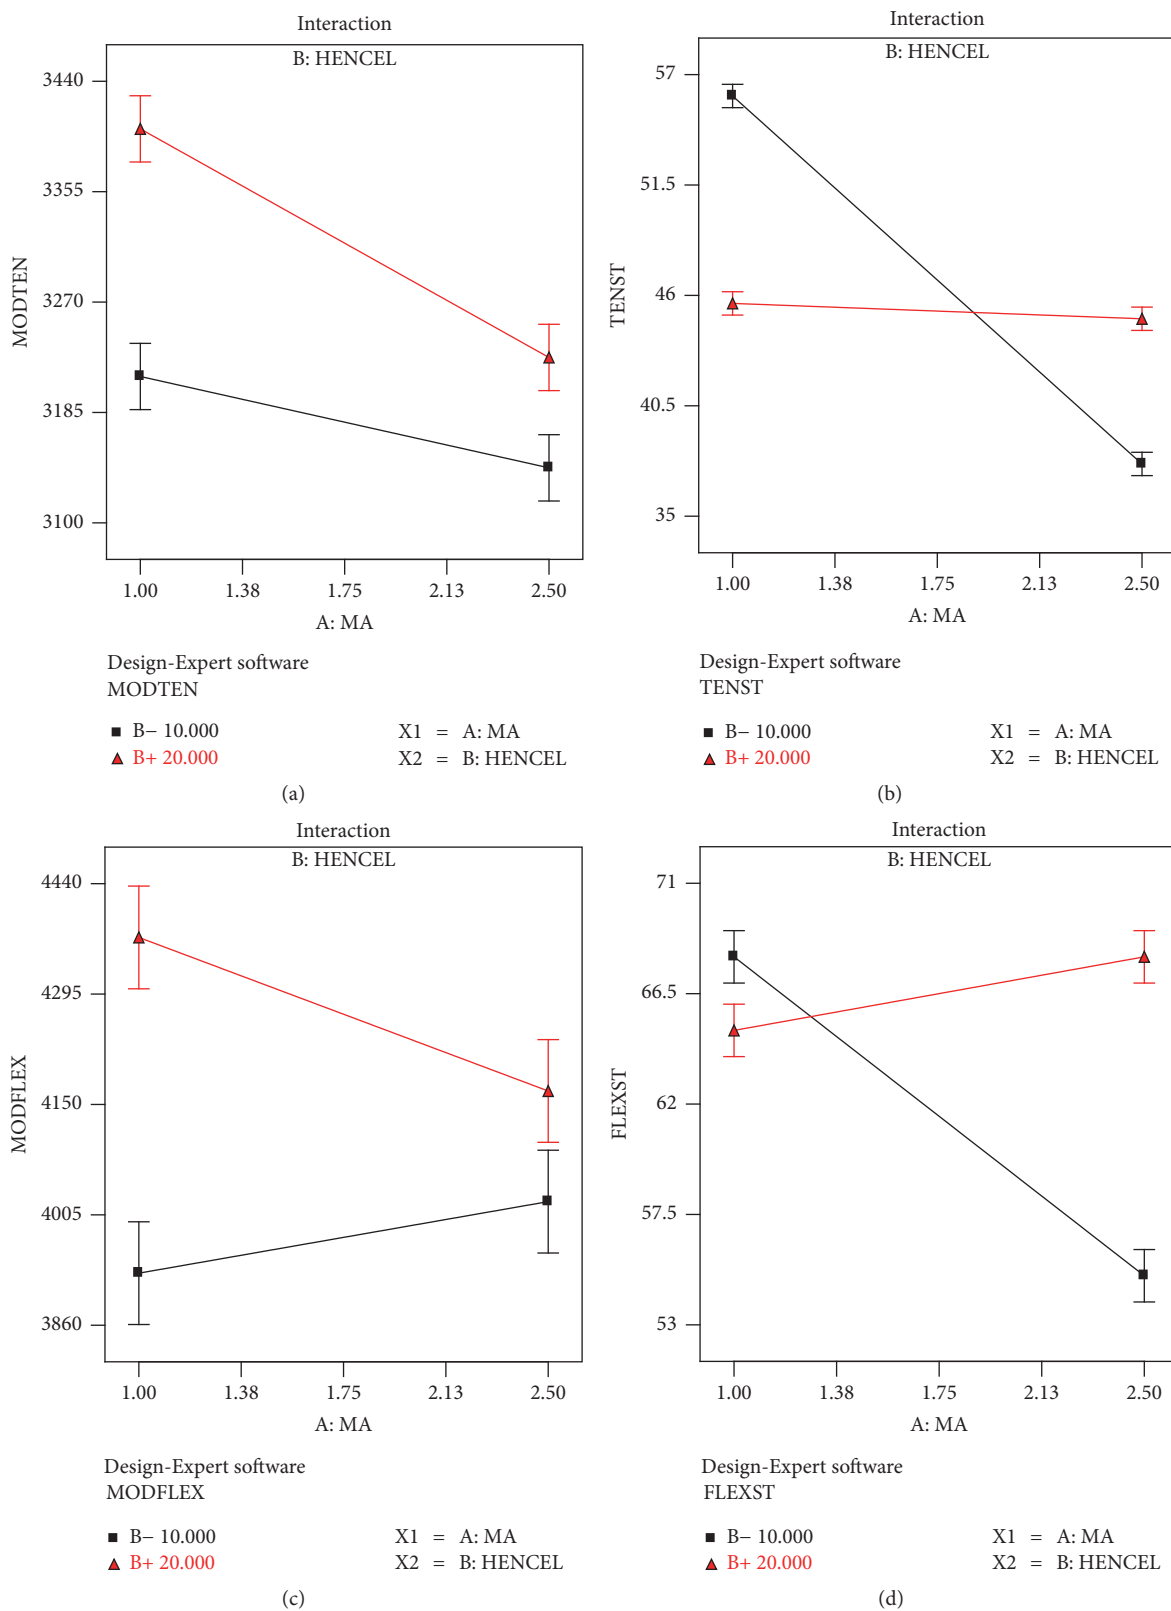 Interaction
B: HENCEL
3440
3355
3270
3185
3100
MODTEN
1.00 1.38 1.75 2.13 2.50
A: MA
Design-Expert software
MODTEN
B− 10.000 X1 = A: MA
B+ 20.000 X2 = B: HENCEL
(a)
Interaction
B: HENCEL
57
51.5
46
40.5
35
TENST
1.00 1.38 1.75 2.13 2.50
A: MA
Design-Expert software
TENST
B− 10.000 X1 = A: MA
B+ 20.000 X2 = B: HENCEL
(b)
Interaction
B: HENCEL
4440
4295
4150
4005
3860
MODFLEX
1.00 1.38 1.75 2.13 2.50
A: MA
Design-Expert software
MODFLEX
B− 10.000 X1 = A: MA
B+ 20.000 X2 = B: HENCEL
(c)
Interaction
B: HENCEL
71
66.5
62
57.5
53
FLEXST
1.00 1.38 1.75 2.13 2.50
A: MA
Design-Expert software
FLEXST
B− 10.000 X1 = A: MA
B+ 20.000 X2 = B: HENCEL
(d)